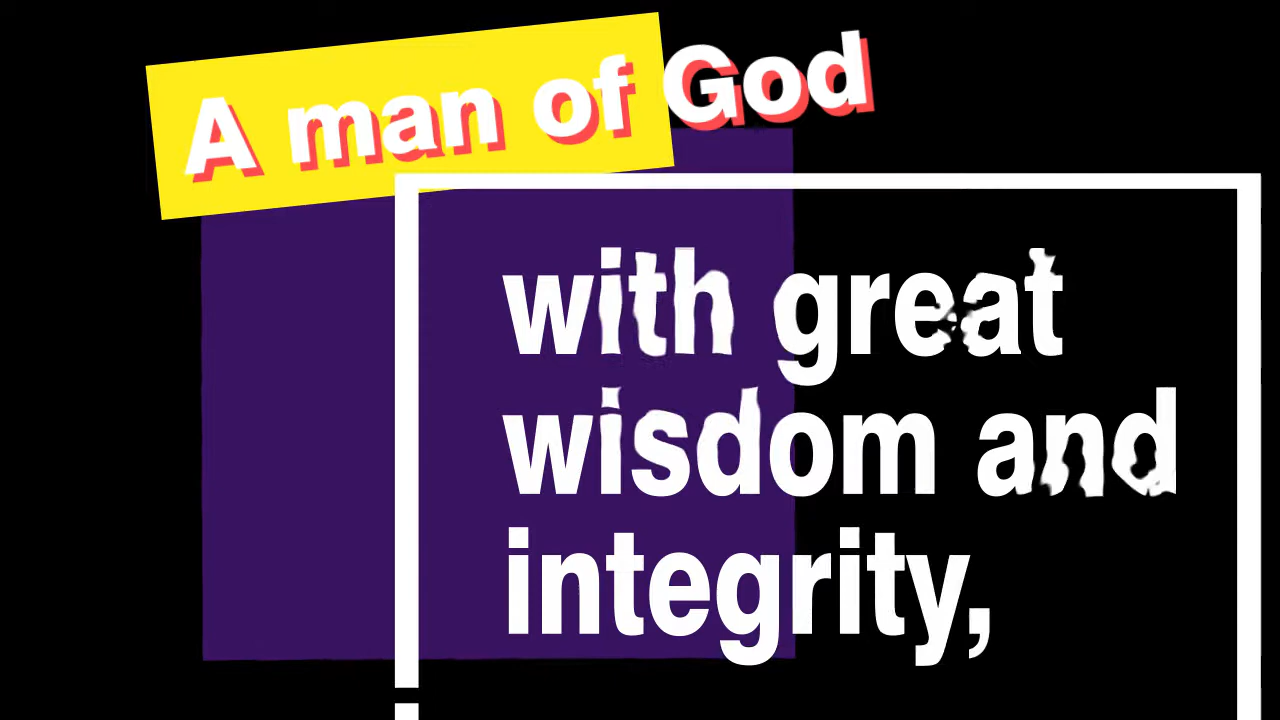 A man of God
with great
wisdom and
integrity,